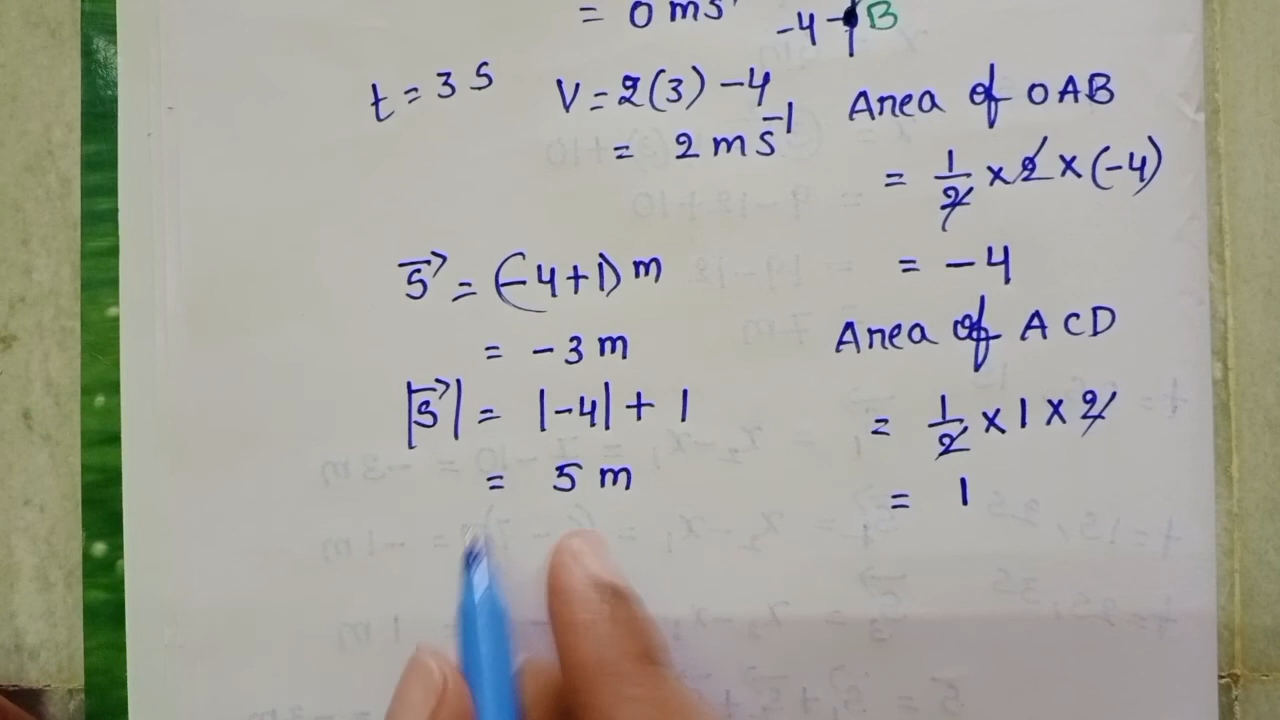 = 0 ms⁻¹
-4 B
t = 3 S
V = 2(3) -4
= 2 m s⁻¹
S⃗ = (-4+1) m
= -3 m
|S⃗| = |-4| + 1
= 5 m
Area of OAB
= 1/2 × 2 × (-4)
= -4
Area of ACD
= 1/2 × 1 × 2
= 1